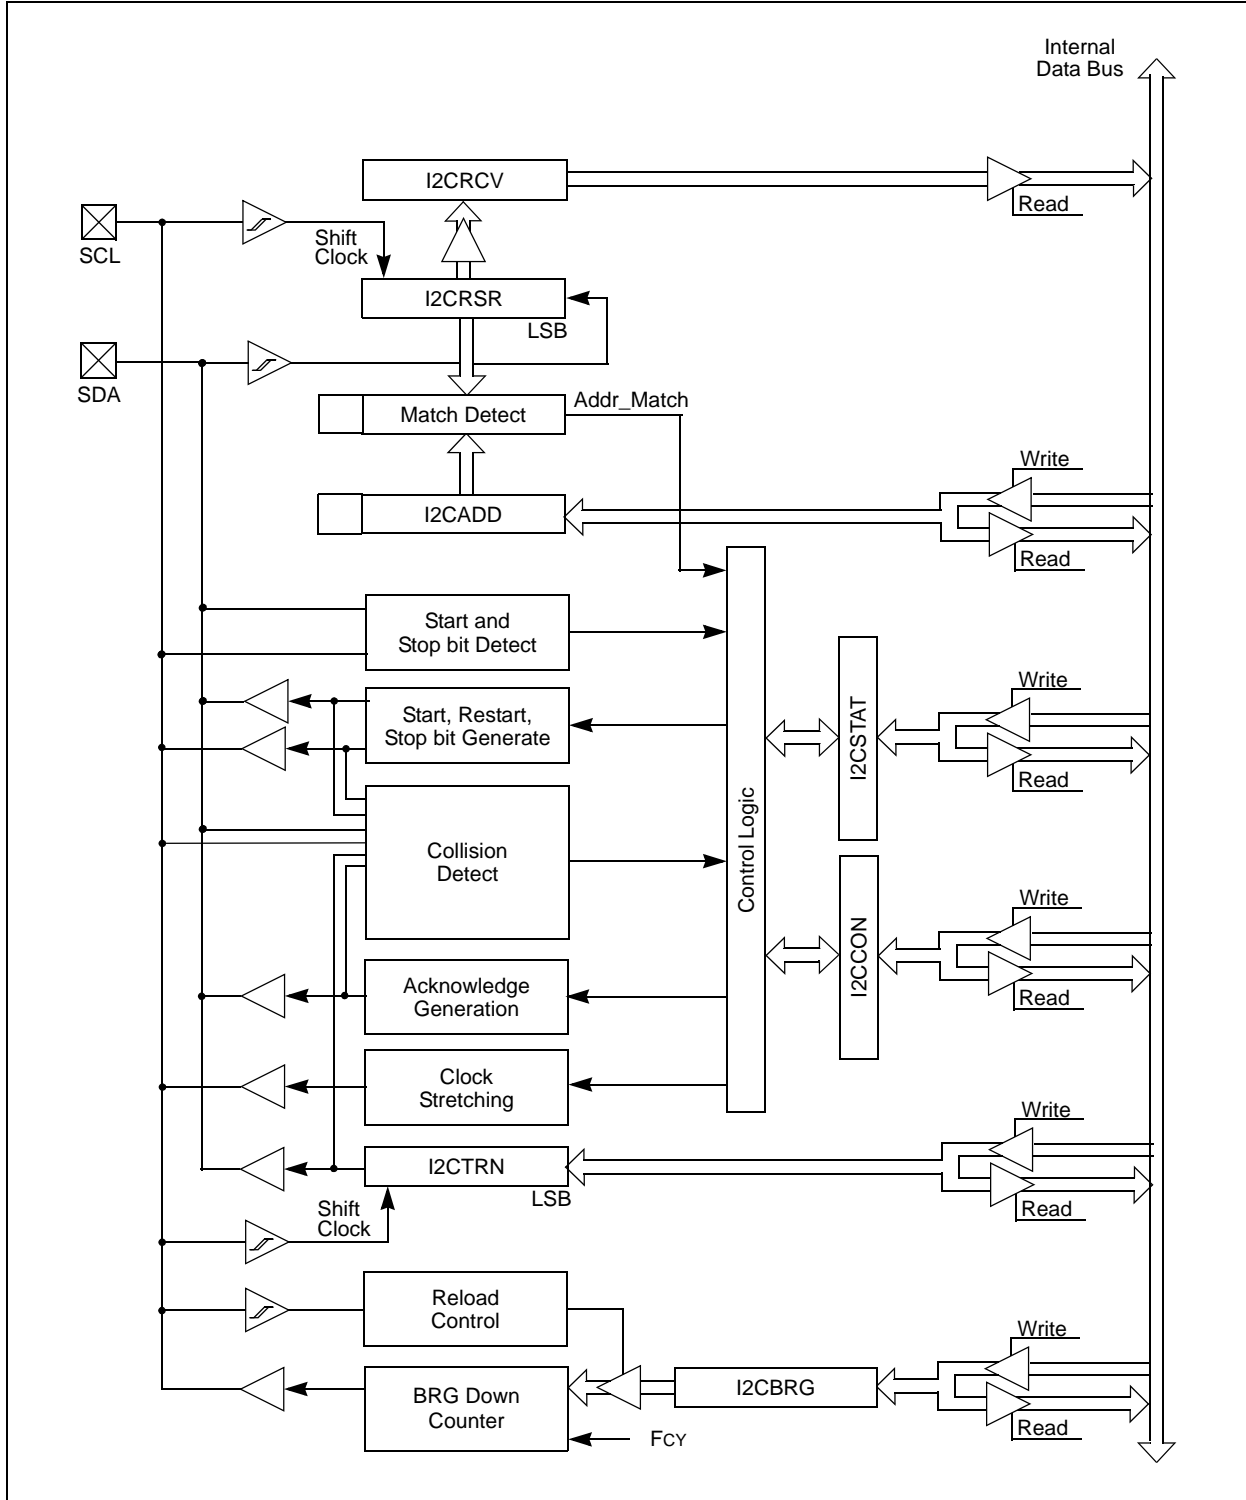 Internal
Data Bus
I2CRCV
Read
SCL
Shift
Clock
I2CRSR
LSB
SDA
Match Detect
Addr_Match
Write
I2CADD
Read
Start and
Stop bit Detect
Write
Start, Restart,
Stop bit Generate
I2CSTAT
Read
Control Logic
Collision
Detect
Write
I2CCON
Acknowledge
Generation
Read
Clock
Stretching
Write
I2CTRN
LSB
Shift
Clock
Read
Reload
Control
Write
I2CBRG
BRG Down
Counter
FCY
Read